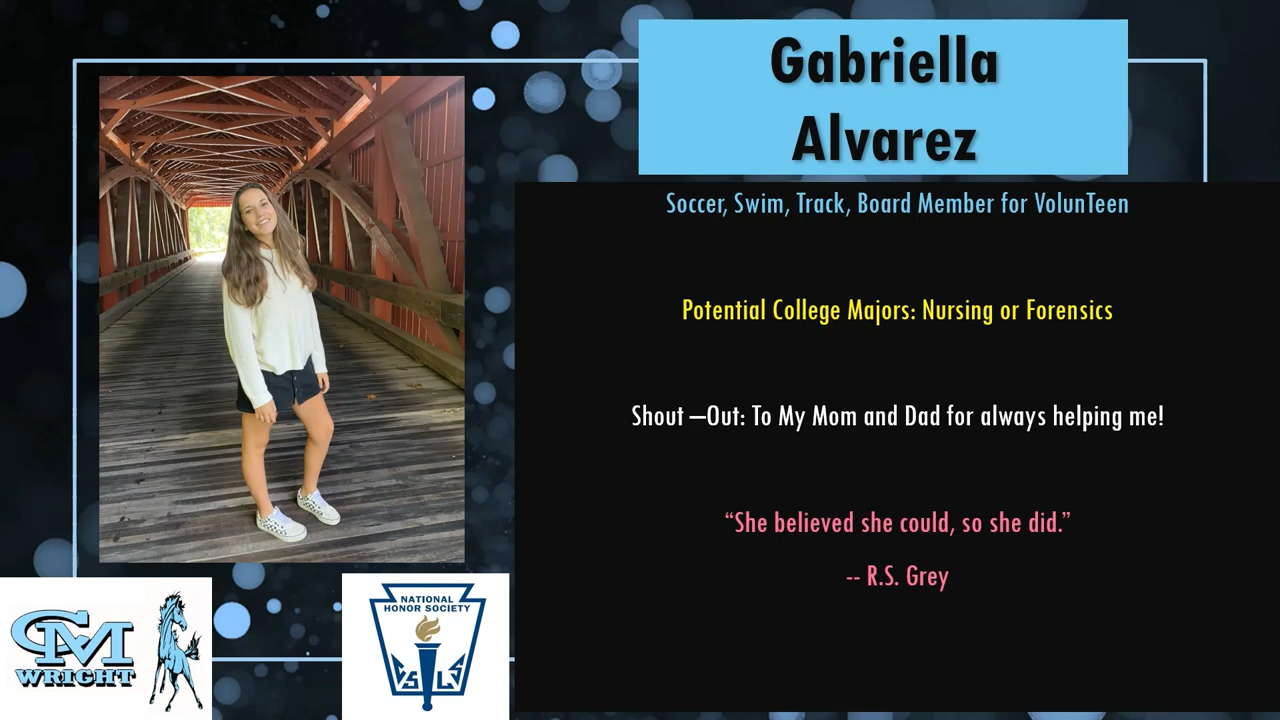 Gabriella
Alvarez
Soccer, Swim, Track, Board Member for VolunTeen
Potential College Majors: Nursing or Forensics
Shout –Out: To My Mom and Dad for always helping me!
“She believed she could, so she did.”
-- R.S. Grey
CM
WRIGHT
NATIONAL
HONOR SOCIETY
C S L S